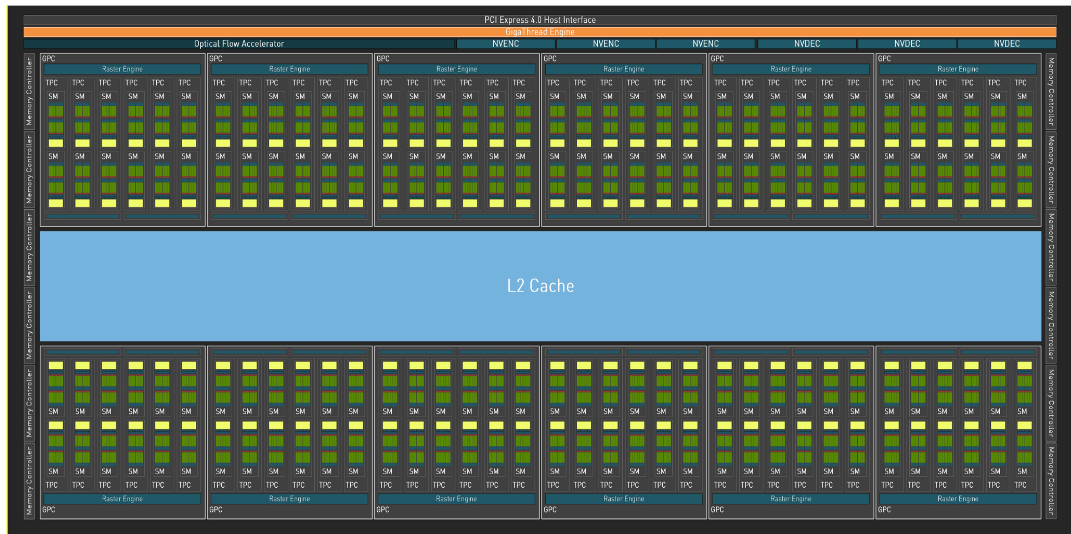 PCI Express 4.0 Host Interface
GigaThread Engine
Optical Flow Accelerator NVENC NVENC NVENC NVDEC NVDEC NVDEC
GPC GPC GPC GPC GPC GPC
Raster Engine Raster Engine Raster Engine Raster Engine Raster Engine Raster Engine
TPC TPC TPC TPC TPC TPC TPC TPC TPC TPC TPC TPC TPC TPC TPC TPC TPC TPC TPC TPC TPC TPC TPC TPC TPC TPC TPC TPC TPC TPC TPC TPC TPC TPC TPC TPC
SM SM SM SM SM SM SM SM SM SM SM SM SM SM SM SM SM SM SM SM SM SM SM SM SM SM SM SM SM SM SM SM SM SM SM SM
SM SM SM SM SM SM SM SM SM SM SM SM SM SM SM SM SM SM SM SM SM SM SM SM SM SM SM SM SM SM SM SM SM SM SM SM
L2 Cache
SM SM SM SM SM SM SM SM SM SM SM SM SM SM SM SM SM SM SM SM SM SM SM SM SM SM SM SM SM SM SM SM SM SM SM SM
SM SM SM SM SM SM SM SM SM SM SM SM SM SM SM SM SM SM SM SM SM SM SM SM SM SM SM SM SM SM SM SM SM SM SM SM
TPC TPC TPC TPC TPC TPC TPC TPC TPC TPC TPC TPC TPC TPC TPC TPC TPC TPC TPC TPC TPC TPC TPC TPC TPC TPC TPC TPC TPC TPC TPC TPC TPC TPC TPC TPC
Raster Engine Raster Engine Raster Engine Raster Engine Raster Engine Raster Engine
GPC GPC GPC GPC GPC GPC
Memory Controller
Memory Controller
Memory Controller
Memory Controller
Memory Controller
Memory Controller
Memory Controller
Memory Controller
Memory Controller
Memory Controller
Memory Controller
Memory Controller